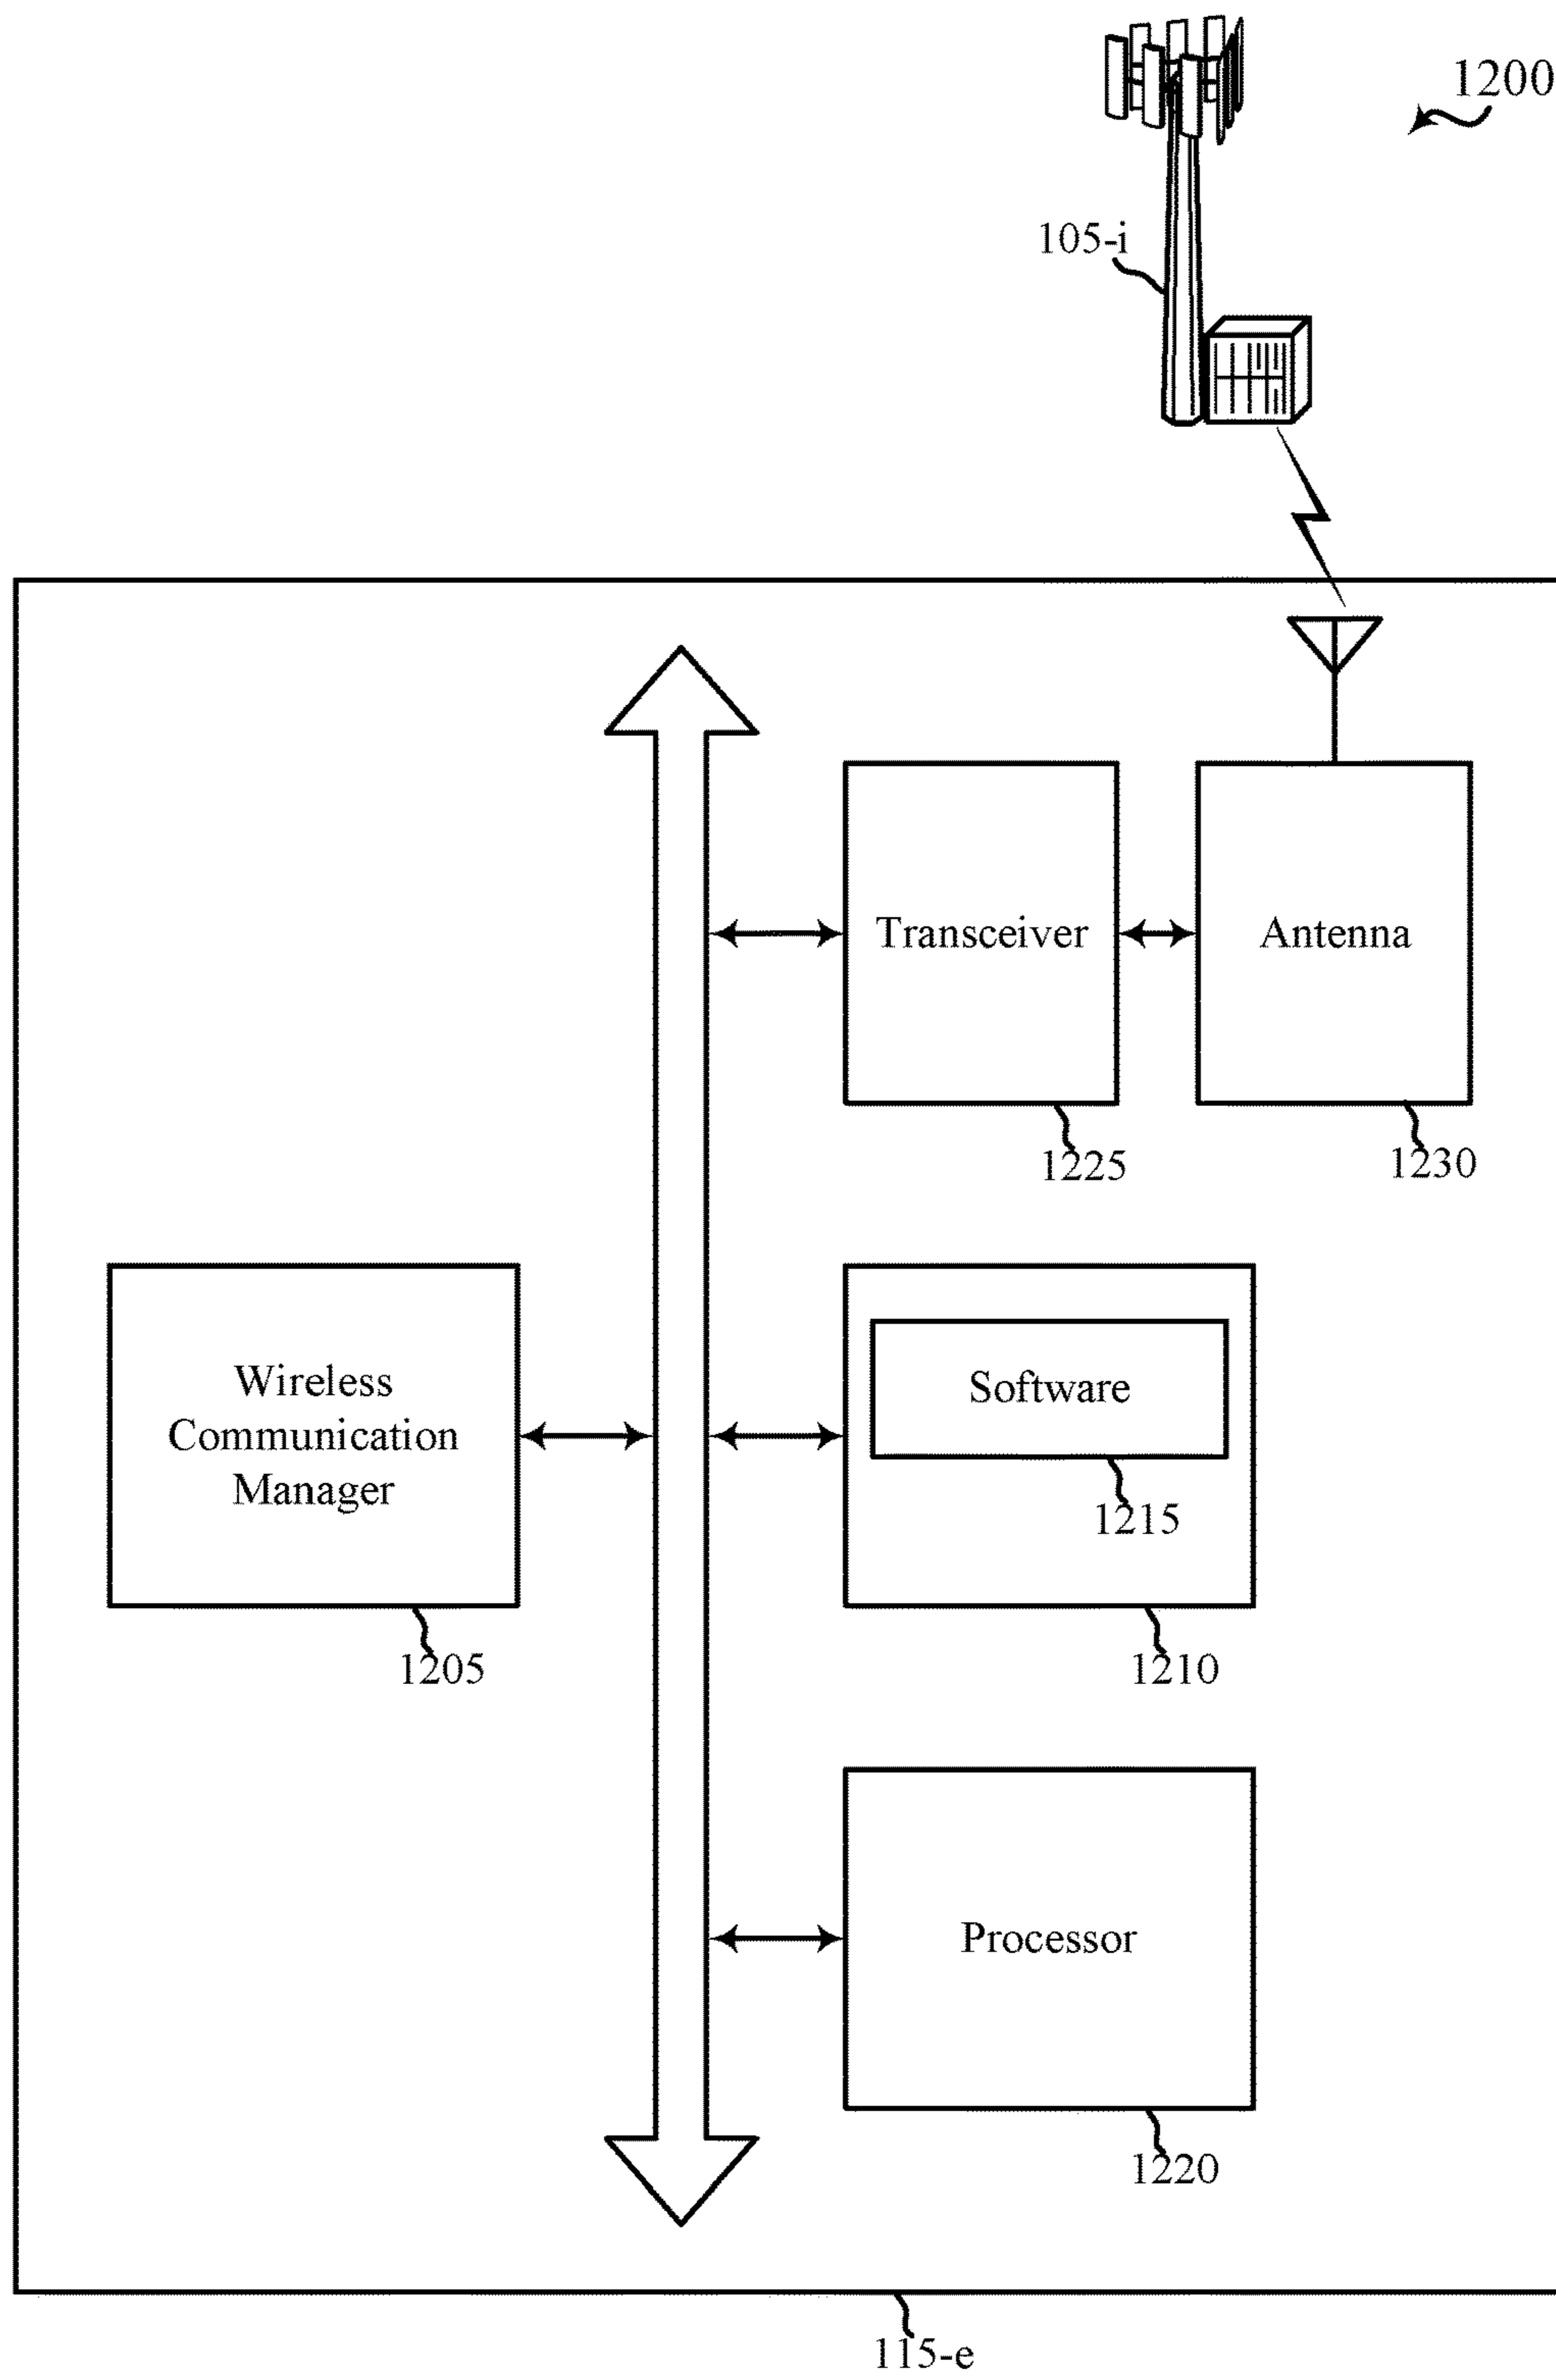 1200
105-i
Transceiver
Antenna
1225
1230
Wireless
Communication
Manager
Software
1215
1205
1210
Processor
1220
115-e